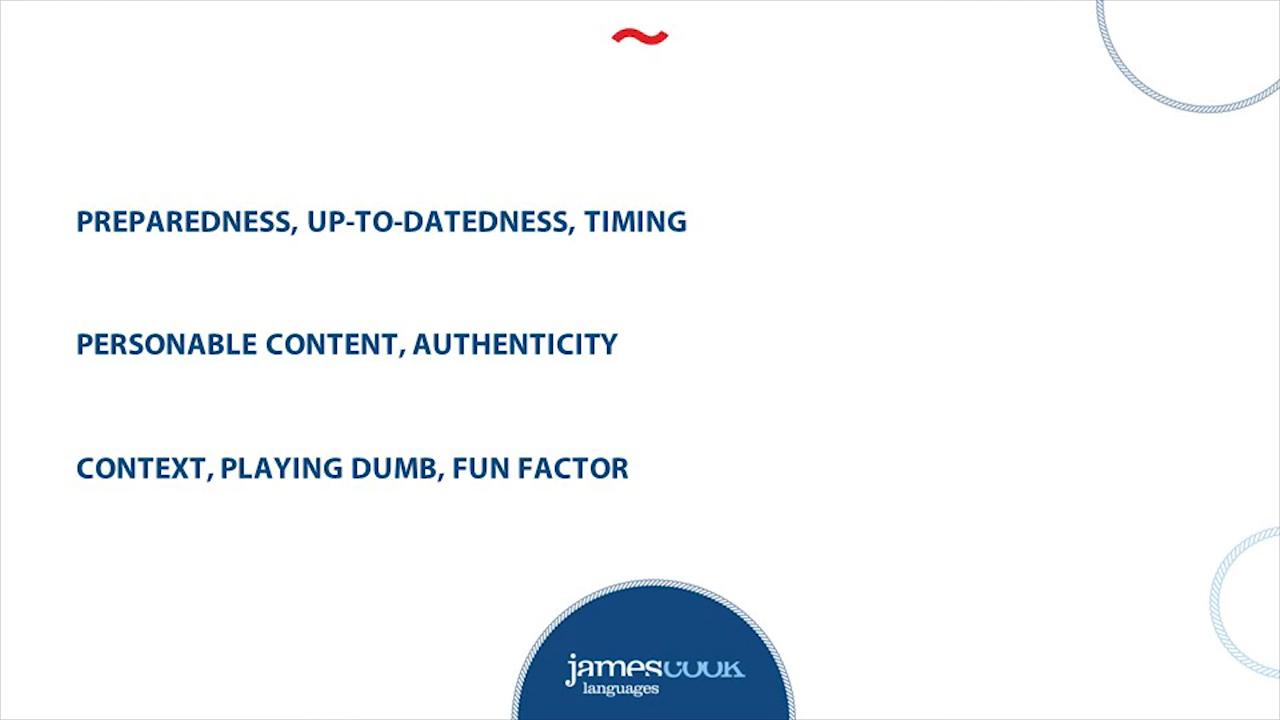 PREPAREDNESS, UP-TO-DATEDNESS, TIMING
PERSONABLE CONTENT, AUTHENTICITY
CONTEXT, PLAYING DUMB, FUN FACTOR
jamescook
languages